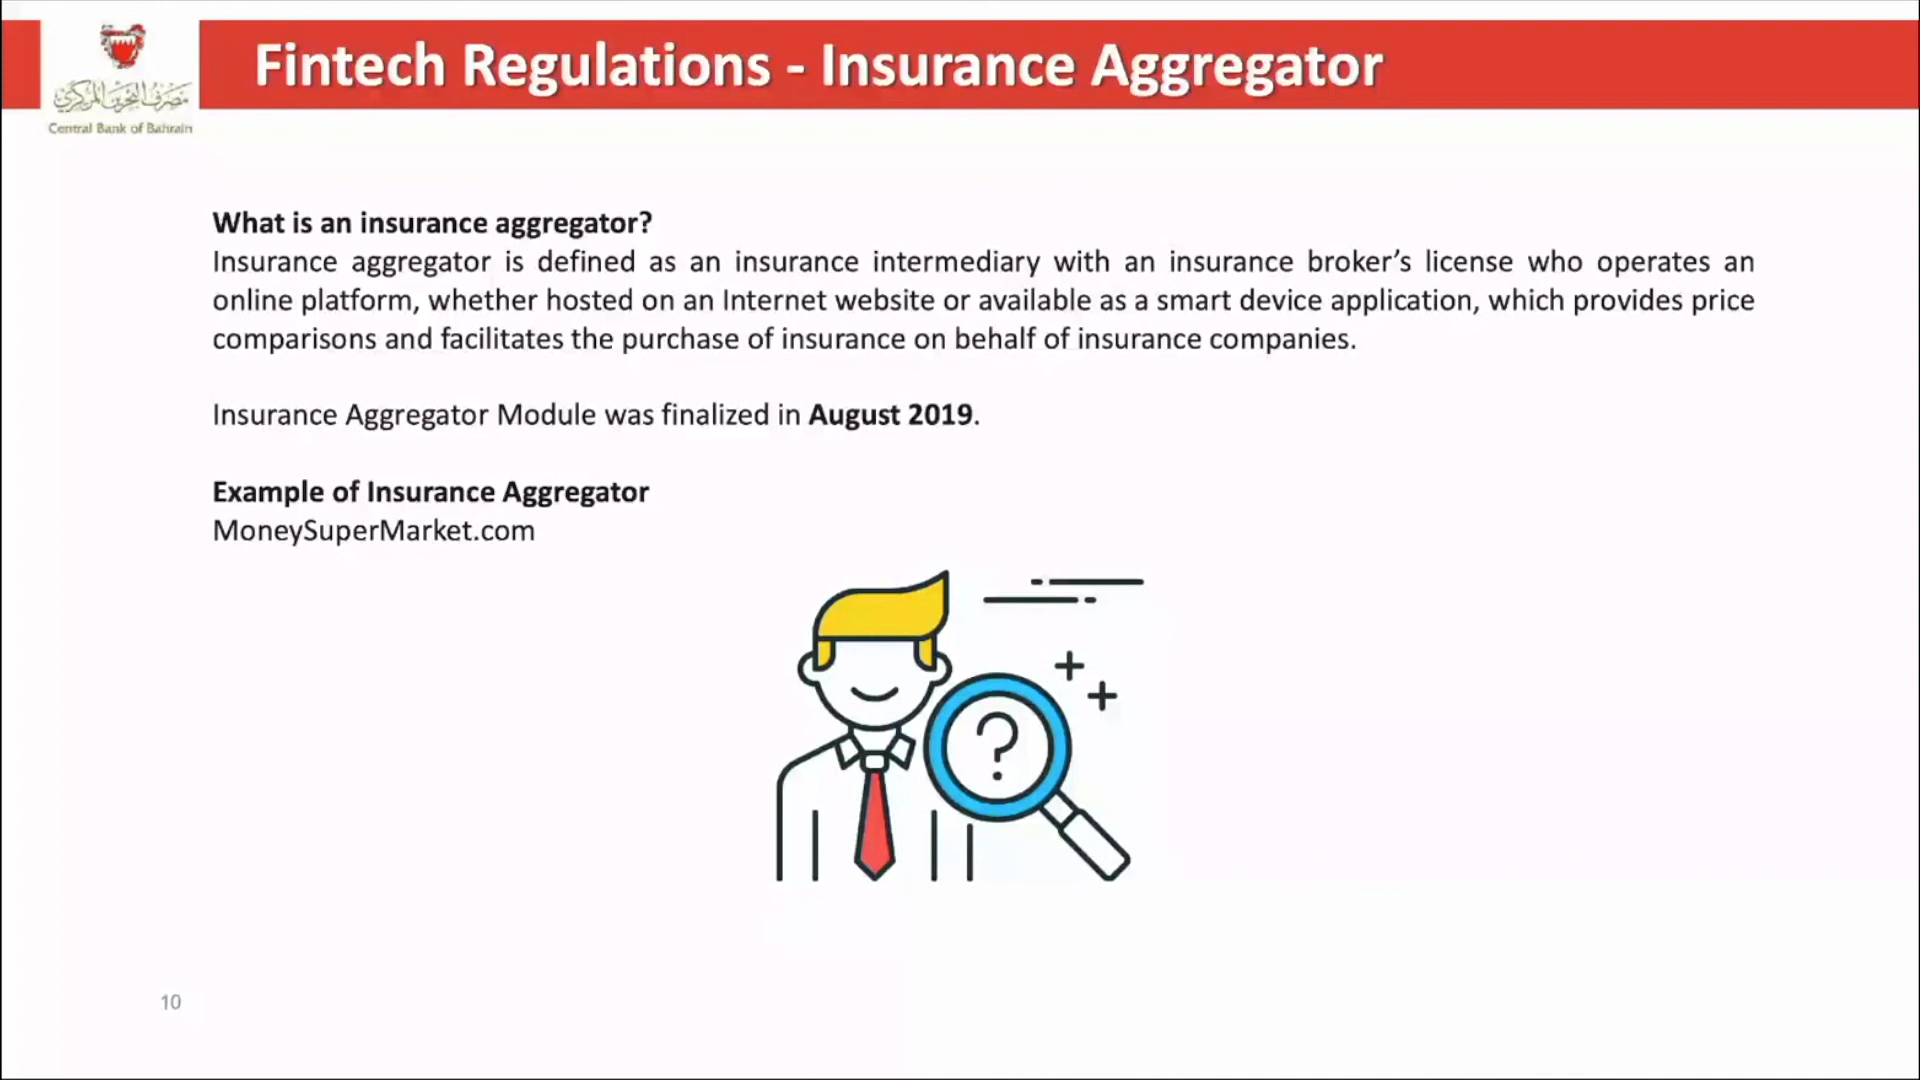 Fintech Regulations - Insurance Aggregator
مصرف البحرين المركزي
Central Bank of Bahrain
What is an insurance aggregator?
Insurance aggregator is defined as an insurance intermediary with an insurance broker’s license who operates an
online platform, whether hosted on an Internet website or available as a smart device application, which provides price
comparisons and facilitates the purchase of insurance on behalf of insurance companies.
Insurance Aggregator Module was finalized in August 2019.
Example of Insurance Aggregator
MoneySuperMarket.com
?
10